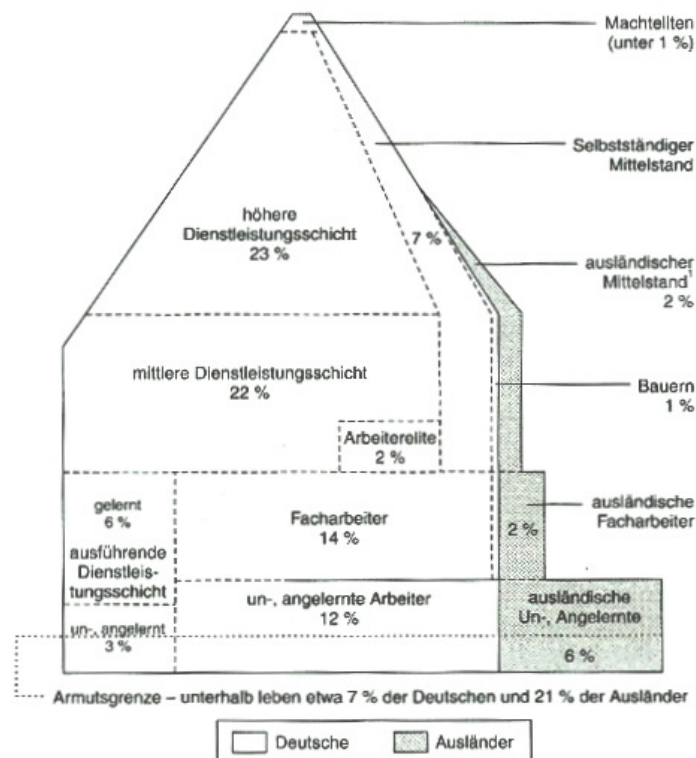 Machteliten
(unter 1 %)
Selbstständiger
Mittelstand
höhere
Dienstleistungsschicht
23 %
7 %
ausländischer
Mittelstand¹
2 %
mittlere Dienstleistungsschicht
22 %
Bauern
1 %
Arbeiterelite
2 %
gelernt
6 %
ausführende
Dienstleis-
tungsschicht
un-, angelernt
3 %
Facharbeiter
14 %
2 %
ausländische
Facharbeiter
un-, angelernte Arbeiter
12 %
ausländische
Un-, Angelernte
6 %
Armutsgrenze – unterhalb leben etwa 7 % der Deutschen und 21 % der Ausländer
Deutsche
Ausländer